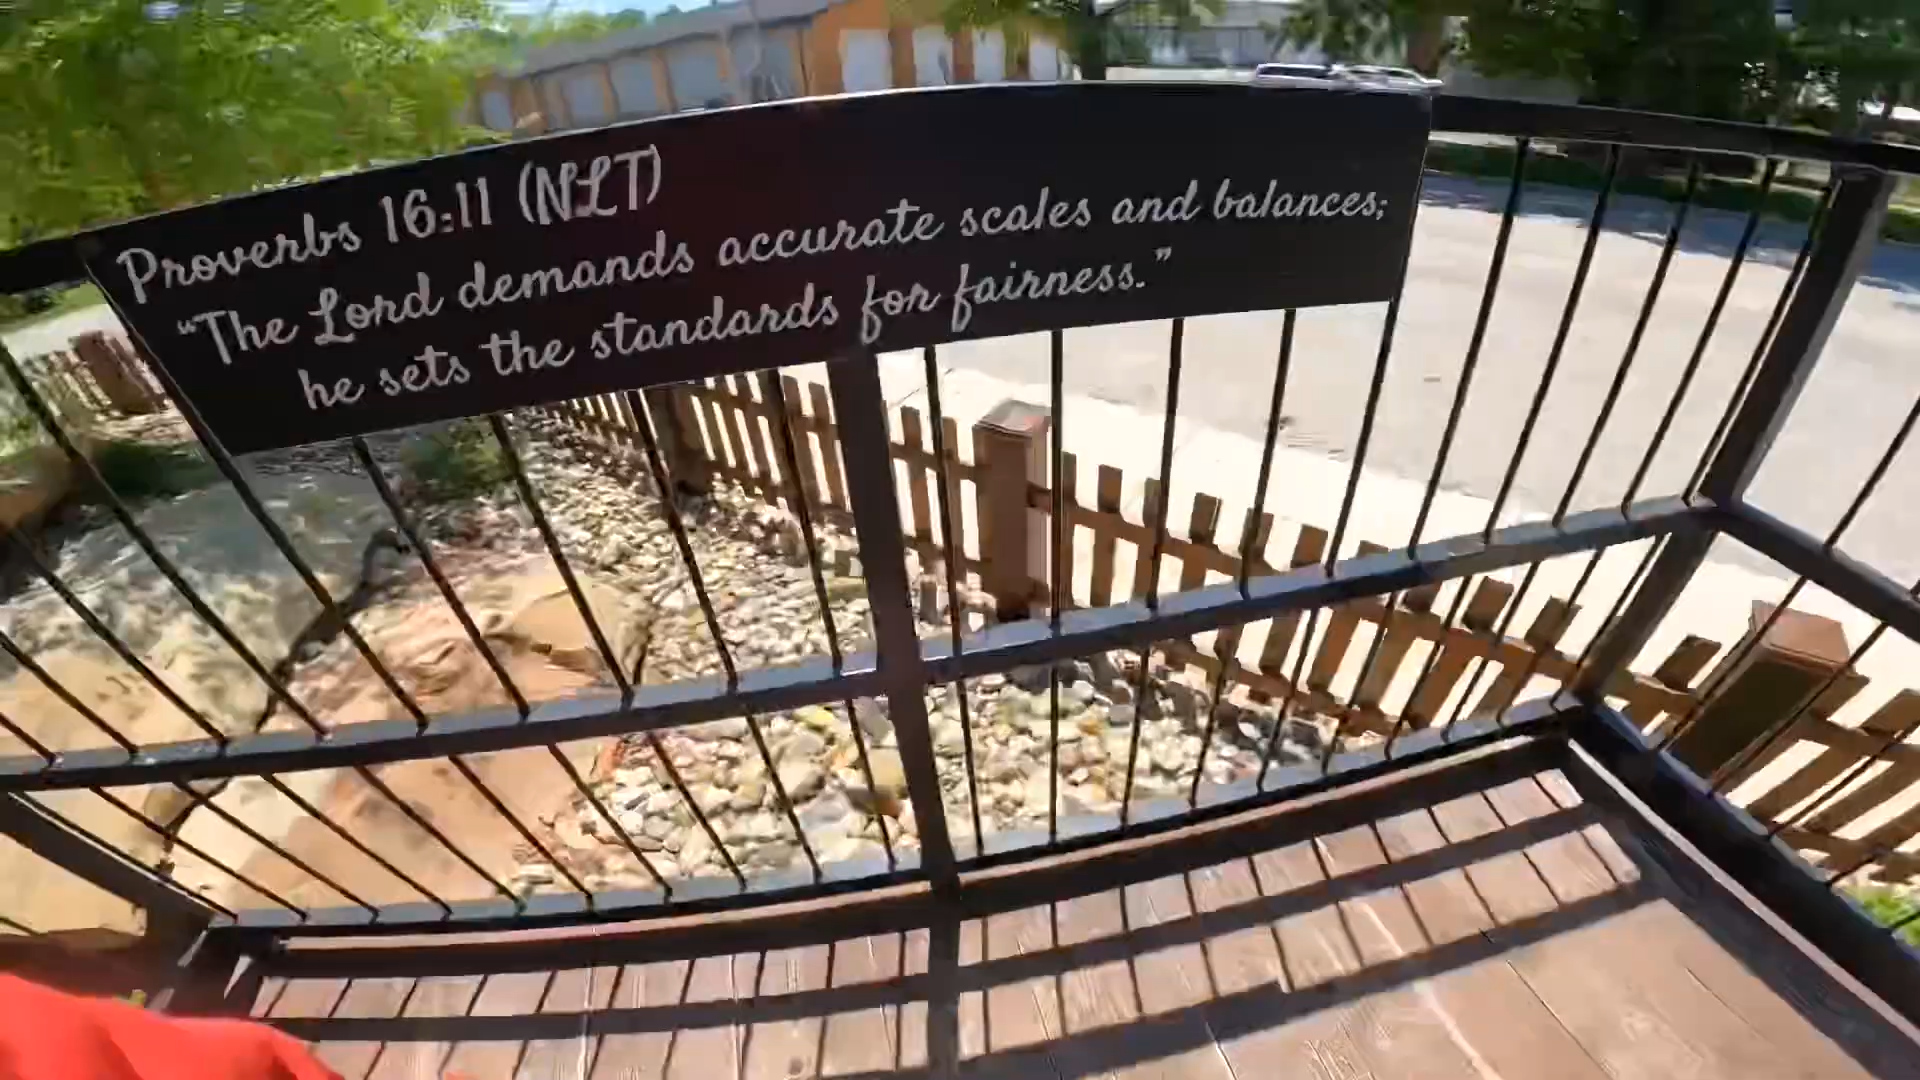 Proverbs 16:11 (NLT)
“The Lord demands accurate scales and balances;
he sets the standards for fairness.”